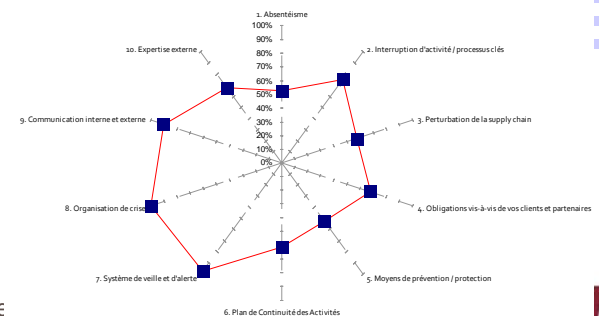 1. Absentéisme
100%
90%
80%
70%
60%
50%
40%
30%
20%
10%
0%
2. Interruption d'activité / processus clés
3. Perturbation de la supply chain
4. Obligations vis-à-vis de vos clients et partenaires
5. Moyens de prévention / protection
6. Plan de Continuité des Activités
7. Système de veille et d'alerte
8. Organisation de crise
9. Communication interne et externe
10. Expertise externe